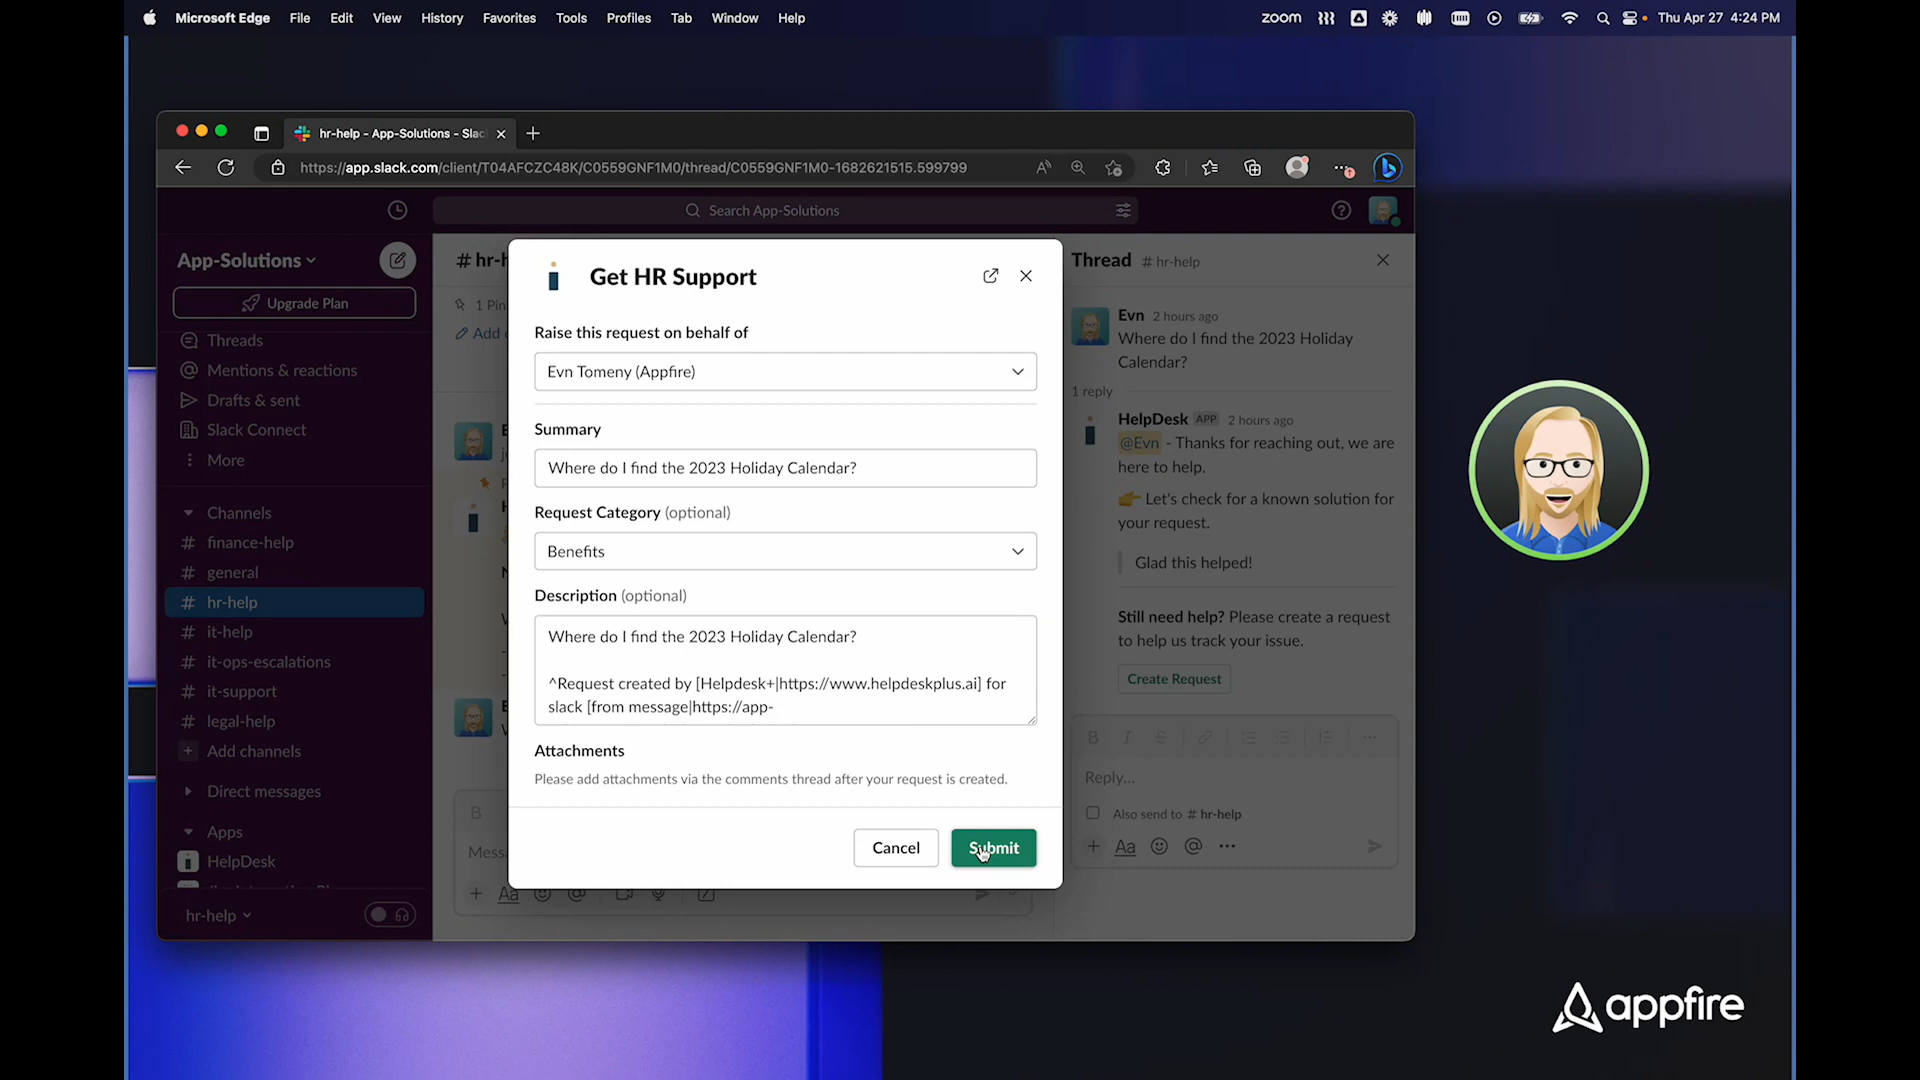 Microsoft Edge File Edit View History Favorites Tools Profiles Tab Window Help
zoom Thu Apr 27 4:24 PM
hr-help - App-Solutions - Slac
https://app.slack.com/client/T04AFCZC48K/C0559GNF1M0/thread/C0559GNF1M0-1682621515.599799
Search App-Solutions
App-Solutions
Upgrade Plan
Threads
Mentions & reactions
Drafts & sent
Slack Connect
More
Channels
# finance-help
# general
# hr-help
# it-help
# it-ops-escalations
# it-support
# legal-help
Add channels
Direct messages
Apps
HelpDesk
hr-help
# hr-h
1 Pin
Add
Mess
Aa
Get HR Support
Raise this request on behalf of
Evn Tomeny (Appfire)
Summary
Where do I find the 2023 Holiday Calendar?
Request Category (optional)
Benefits
Description (optional)
Where do I find the 2023 Holiday Calendar?
^Request created by [Helpdesk+|https://www.helpdeskplus.ai] for
slack [from message|https://app-
Attachments
Please add attachments via the comments thread after your request is created.
Cancel
Submit
Thread # hr-help
Evn 2 hours ago
Where do I find the 2023 Holiday
Calendar?
1 reply
HelpDesk APP 2 hours ago
@Evn - Thanks for reaching out, we are
here to help.
Let's check for a known solution for
your request.
Glad this helped!
Still need help? Please create a request
to help us track your issue.
Create Request
Reply...
Also send to # hr-help
Aa
appfire